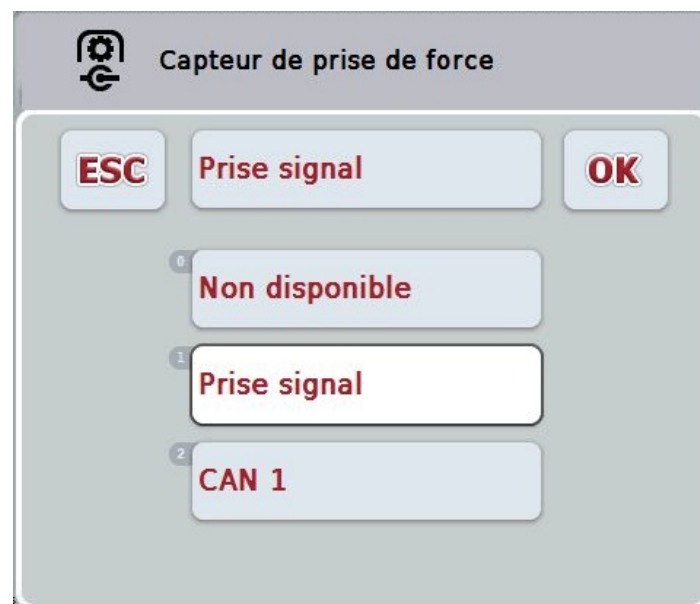 Capteur de prise de force
ESC
Prise signal
OK
0
Non disponible
1
Prise signal
2
CAN 1